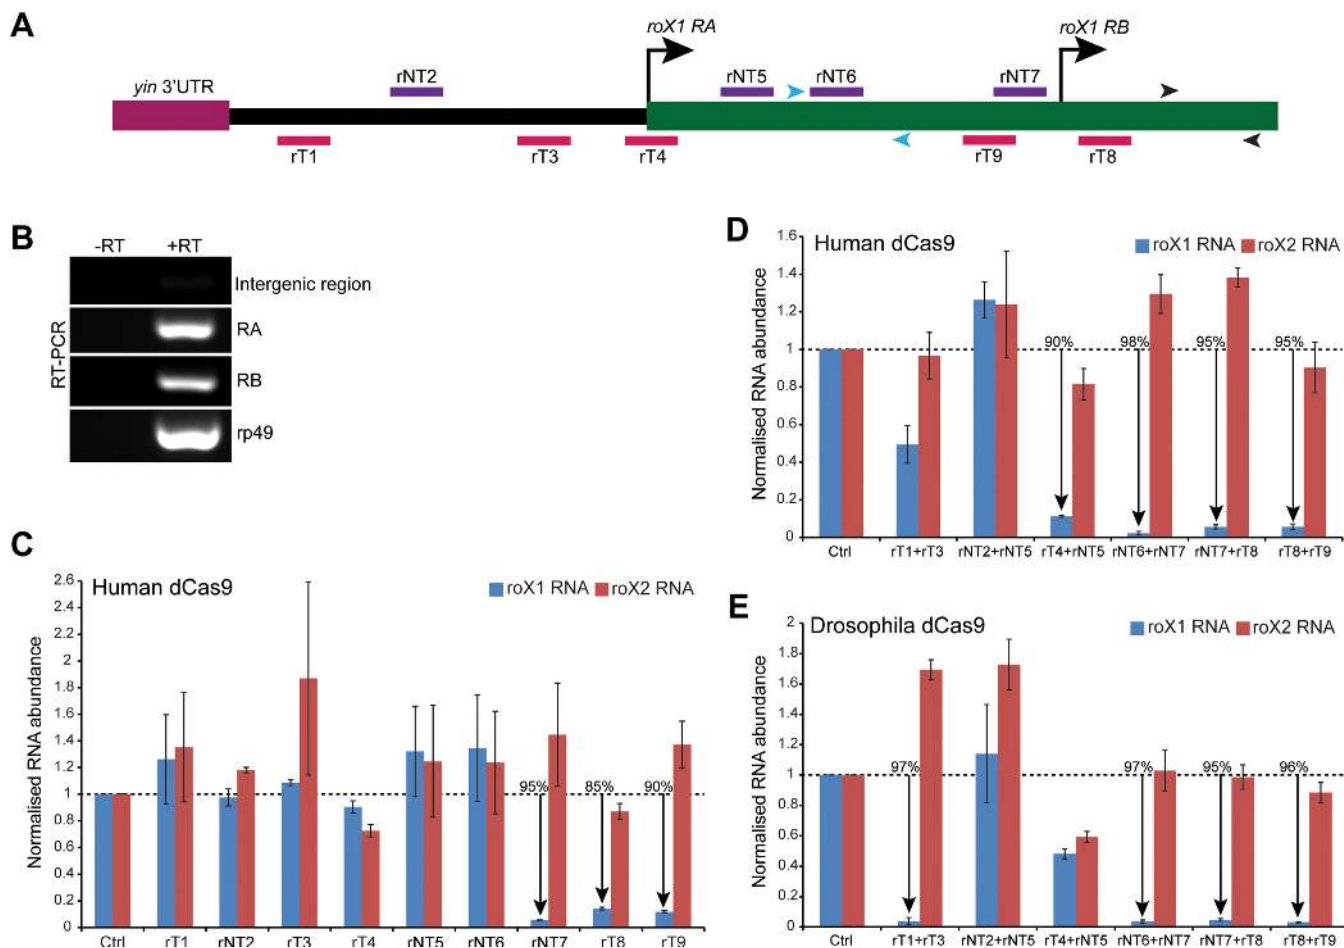 A
yin 3'UTR
rNT2
roX1 RA
rNT5
rNT6
rNT7
roX1 RB
rT1
rT3
rT4
rT9
rT8
B
-RT
+RT
RT-PCR
Intergenic region
RA
RB
rp49
C
Human dCas9
roX1 RNA
roX2 RNA
Normalised RNA abundance
2.6
2.4
2.2
2
1.8
1.6
1.4
1.2
1
0.8
0.6
0.4
0.2
0
95%
85%
90%
Ctrl
rT1
rNT2
rT3
rT4
rNT5
rNT6
rNT7
rT8
rT9
D
Human dCas9
roX1 RNA
roX2 RNA
Normalised RNA abundance
1.6
1.4
1.2
1
0.8
0.6
0.4
0.2
0
90%
98%
95%
95%
Ctrl
rT1+rT3
rNT2+rNT5
rT4+rNT5
rNT6+rNT7
rNT7+rT8
rT8+rT9
E
Drosophila dCas9
roX1 RNA
roX2 RNA
Normalised RNA abundance
2
1.8
1.6
1.4
1.2
1
0.8
0.6
0.4
0.2
0
97%
97%
95%
96%
Ctrl
rT1+rT3
rNT2+rNT5
rT4+rNT5
rNT6+rNT7
rNT7+rT8
rT8+rT9